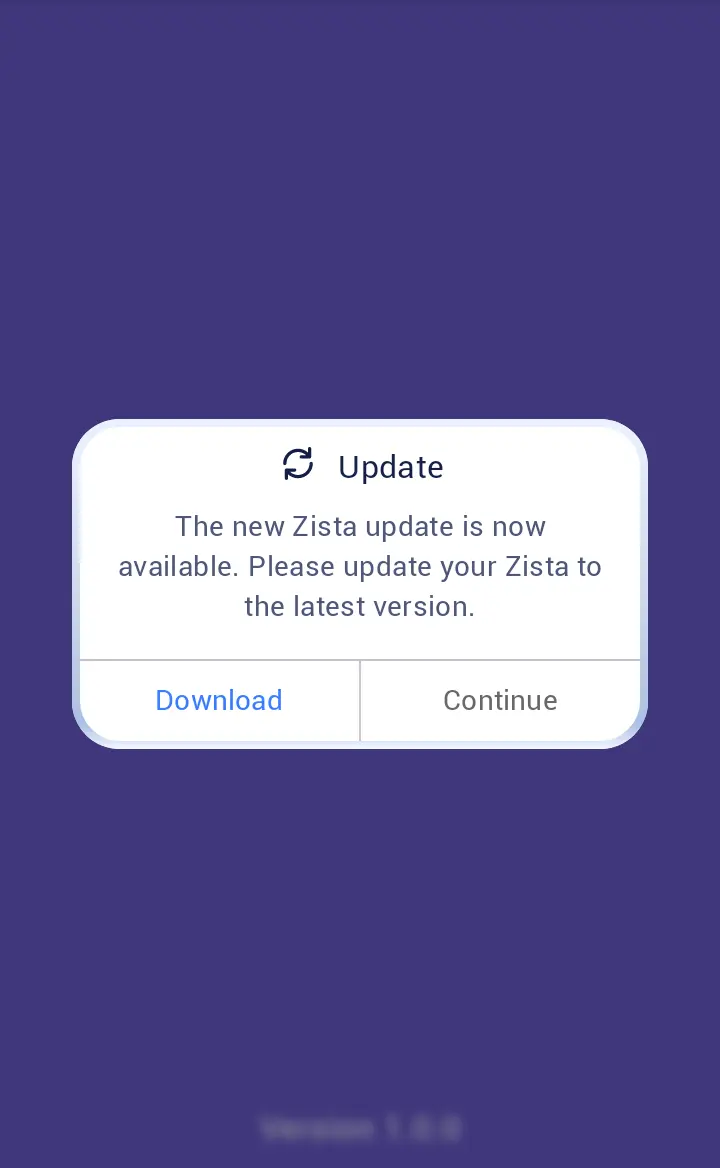 Update
The new Zista update is now
available. Please update your Zista to
the latest version.
Download
Continue
Version 1.0.0